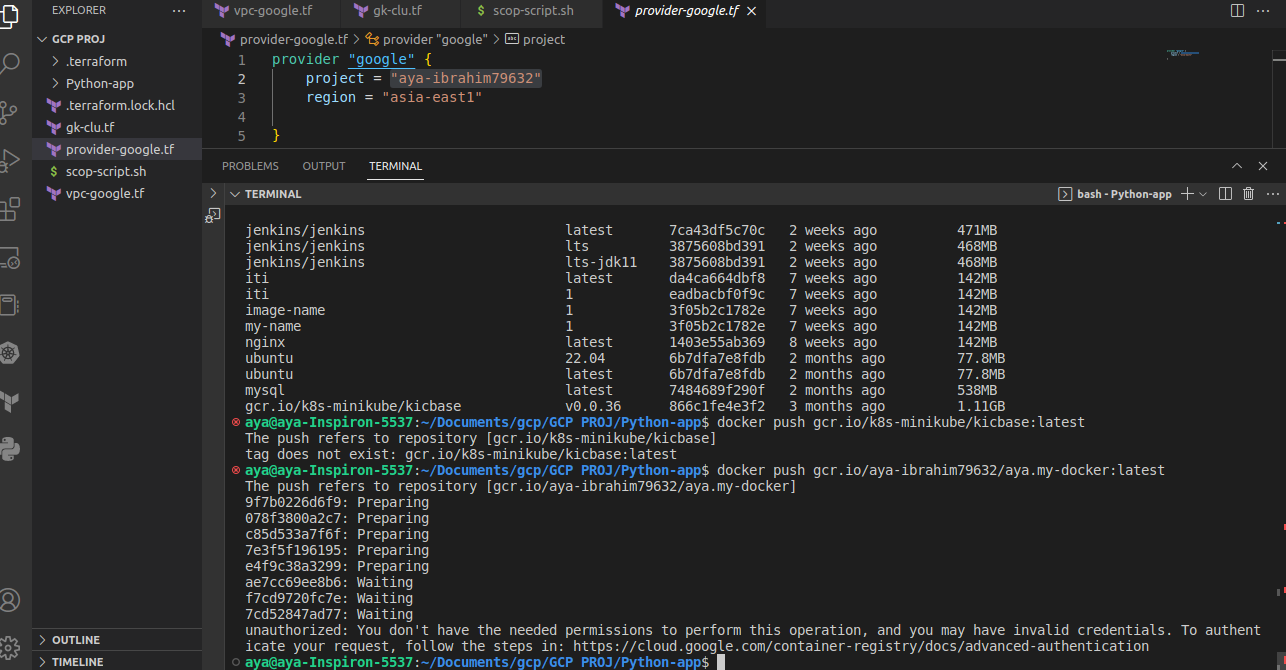 EXPLORER ...
vpc-google.tf gk-clu.tf $ scop-script.sh provider-google.tf ×
GCP PROJ
.terraform
Python-app
.terraform.lock.hcl
gk-clu.tf
provider-google.tf
$ scop-script.sh
vpc-google.tf
OUTLINE
TIMELINE
provider-google.tf > provider "google" > abc project
1 provider "google" {
2 project = "aya-ibrahim79632"
3 region = "asia-east1"
4
5 }
PROBLEMS OUTPUT TERMINAL
TERMINAL
bash - Python-app
jenkins/jenkins latest 7ca43df5c70c 2 weeks ago 471MB
jenkins/jenkins lts 3875608bd391 2 weeks ago 468MB
jenkins/jenkins lts-jdk11 3875608bd391 2 weeks ago 468MB
iti latest da4ca664dbf8 7 weeks ago 142MB
iti 1 eadbacbf0f9c 7 weeks ago 142MB
image-name 1 3f05b2c1782e 7 weeks ago 142MB
my-name 1 3f05b2c1782e 7 weeks ago 142MB
nginx latest 1403e55ab369 8 weeks ago 142MB
ubuntu 22.04 6b7dfa7e8fdb 2 months ago 77.8MB
ubuntu latest 6b7dfa7e8fdb 2 months ago 77.8MB
mysql latest 7484689f290f 2 months ago 538MB
gcr.io/k8s-minikube/kicbase v0.0.36 866c1fe4e3f2 3 months ago 1.11GB
aya@aya-Inspiron-5537:~/Documents/gcp/GCP PROJ/Python-app$ docker push gcr.io/k8s-minikube/kicbase:latest
The push refers to repository [gcr.io/k8s-minikube/kicbase]
tag does not exist: gcr.io/k8s-minikube/kicbase:latest
aya@aya-Inspiron-5537:~/Documents/gcp/GCP PROJ/Python-app$ docker push gcr.io/aya-ibrahim79632/aya.my-docker:latest
The push refers to repository [gcr.io/aya-ibrahim79632/aya.my-docker]
9f7b0226d6f9: Preparing
078f3800a2c7: Preparing
c85d533a7f6f: Preparing
7e3f5f196195: Preparing
e4f9c38a3299: Preparing
ae7cc69ee8b6: Waiting
f7cd9720fc7e: Waiting
7cd52847ad77: Waiting
unauthorized: You don't have the needed permissions to perform this operation, and you may have invalid credentials. To authent
icate your request, follow the steps in: https://cloud.google.com/container-registry/docs/advanced-authentication
aya@aya-Inspiron-5537:~/Documents/gcp/GCP PROJ/Python-app$